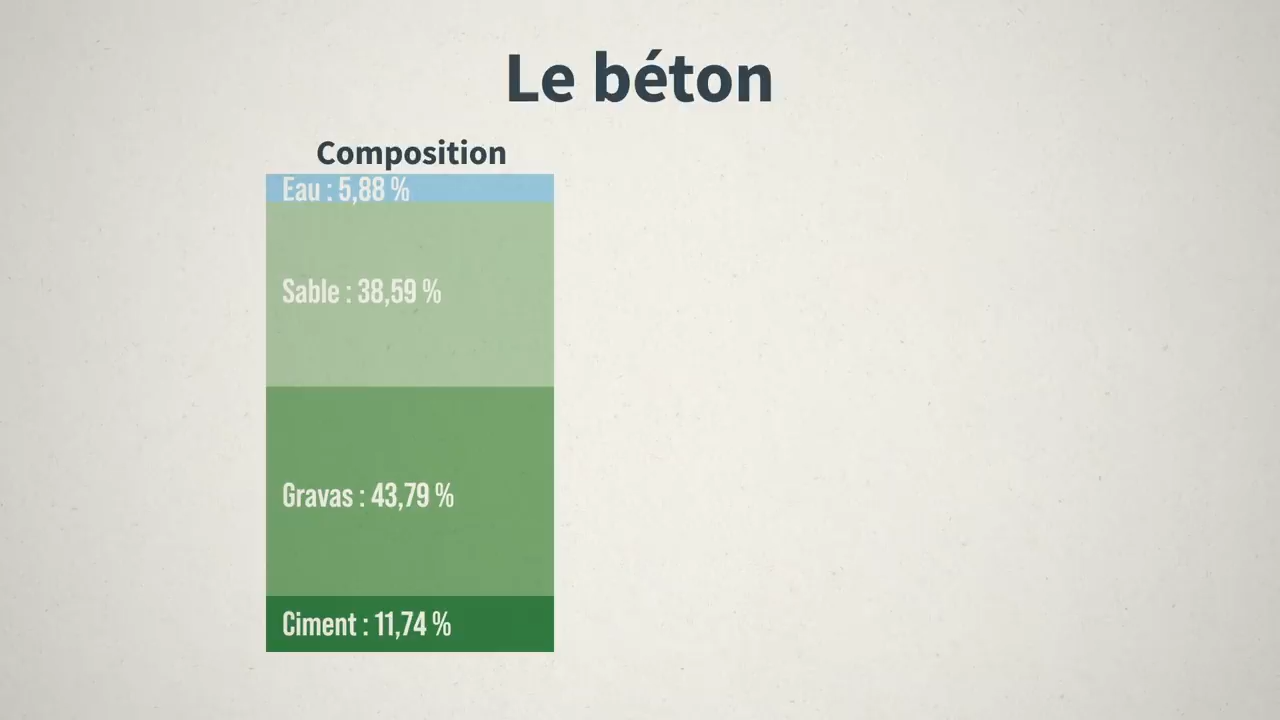 Le béton
Composition
Eau : 5,88 %
Sable : 38,59 %
Gravas : 43,79 %
Ciment : 11,74 %